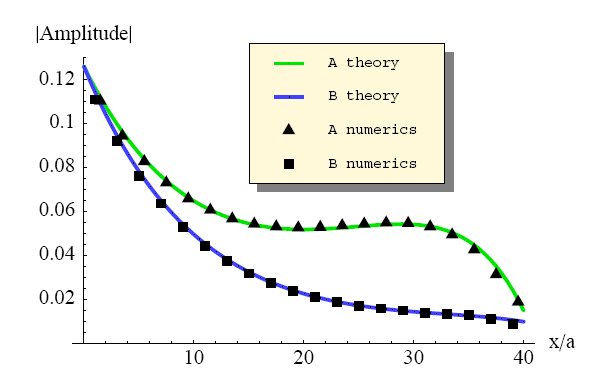 |Amplitude|
0.12
0.1
0.08
0.06
0.04
0.02
A theory
B theory
A numerics
B numerics
10 20 30 40 x/a